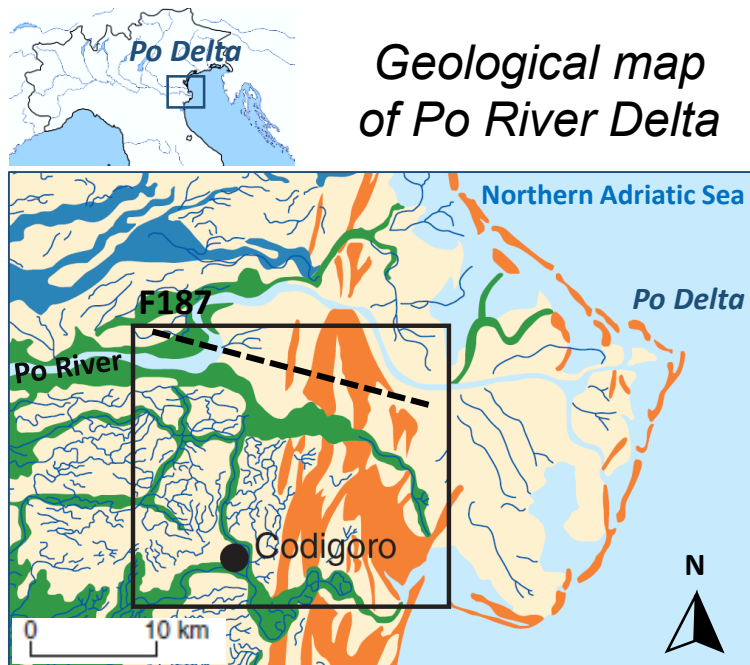 Po Delta
Geological map
of Po River Delta
Northern Adriatic Sea
Po Delta
F187
Po River
Codigoro
N
0 10 km